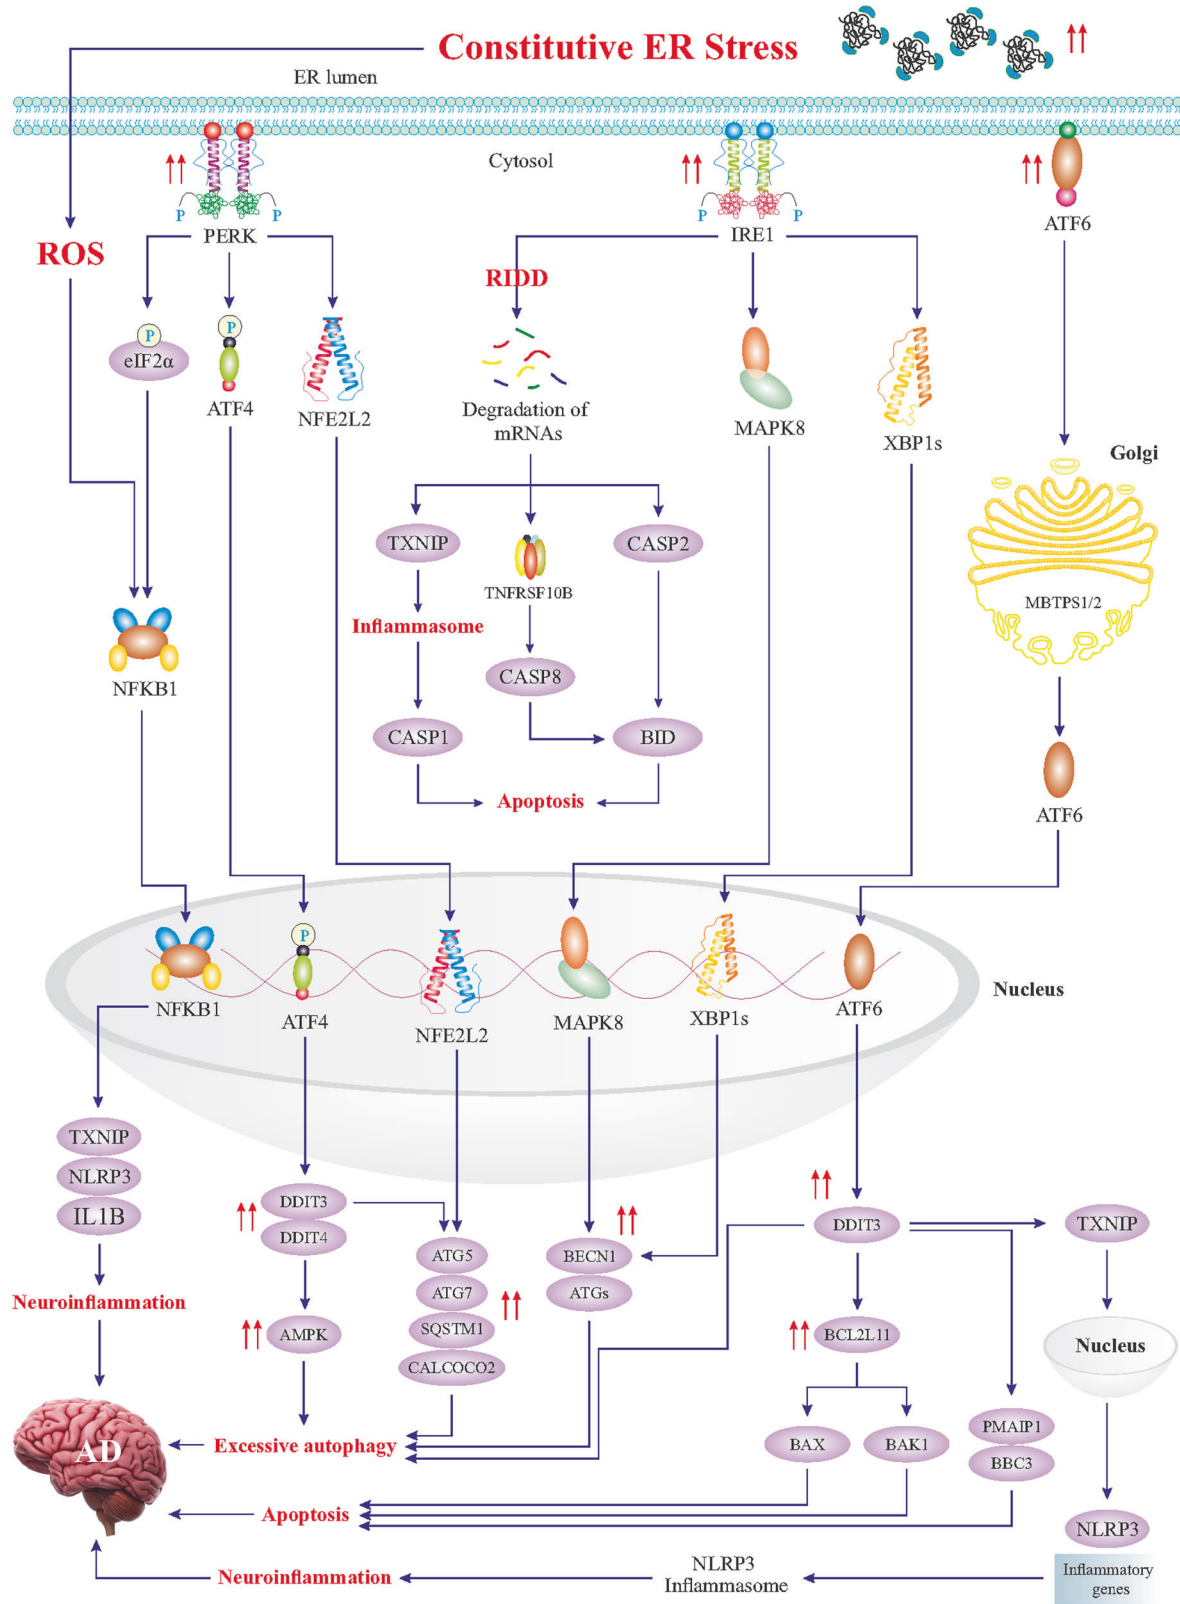 Constitutive ER Stress
ER lumen
Cytosol
P
P
P
P
PERK
IRE1
ATF6
ROS
RIDD
P
eIF2α
P
ATF4
NFE2L2
Degradation of
mRNAs
MAPK8
XBP1s
Golgi
TXNIP
TNFRSF10B
CASP2
MBTPS1/2
Inflammasome
CASP8
NFKB1
CASP1
BID
Apoptosis
ATF6
P
NFKB1
ATF4
NFE2L2
MAPK8
XBP1s
ATF6
Nucleus
TXNIP
NLRP3
IL1B
DDIT3
DDIT4
ATG5
ATG7
SQSTM1
CALCOCO2
BECN1
ATGs
DDIT3
TXNIP
Neuroinflammation
AMPK
BCL2L11
Nucleus
AD
Excessive autophagy
BAX
BAK1
PMAIP1
BBC3
Apoptosis
NLRP3
Neuroinflammation
NLRP3
Inflammasome
Inflammatory
genes